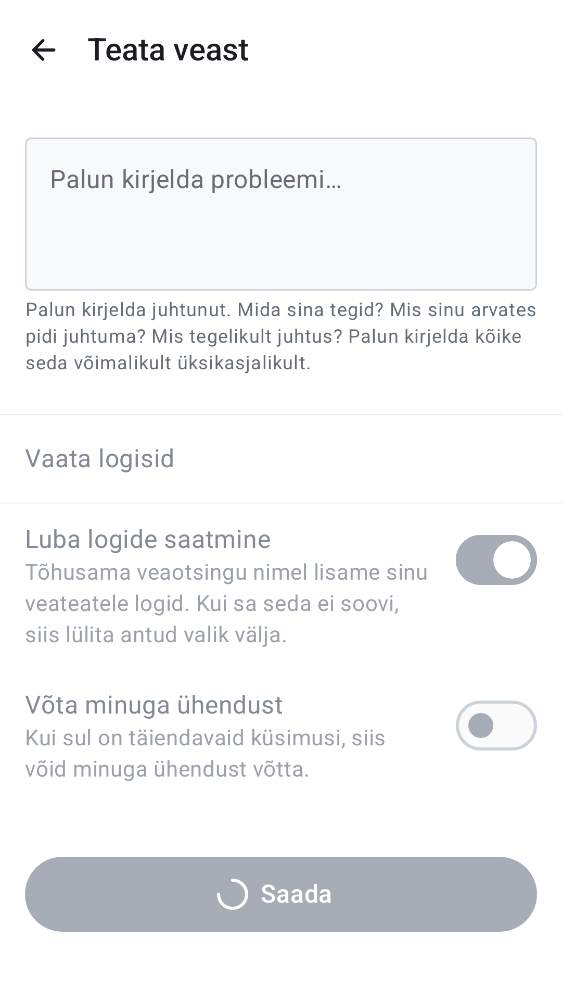 Teata veast
Palun kirjelda probleemi…
Palun kirjelda juhtunut. Mida sina tegid? Mis sinu arvates
pidi juhtuma? Mis tegelikult juhtus? Palun kirjelda kõike
seda võimalikult üksikasjalikult.
Vaata logisid
Luba logide saatmine
Tõhusama veaotsingu nimel lisame sinu
veateatele logid. Kui sa seda ei soovi,
siis lülita antud valik välja.
Võta minuga ühendust
Kui sul on täiendavaid küsimusi, siis
võid minuga ühendust võtta.
Saada